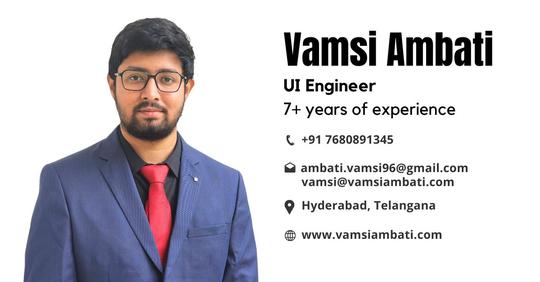 Vamsi Ambati
UI Engineer
7+ years of experience
+91 7680891345
ambati.vamsi96@gmail.com
vamsi@vamsiambati.com
Hyderabad, Telangana
www.vamsiambati.com